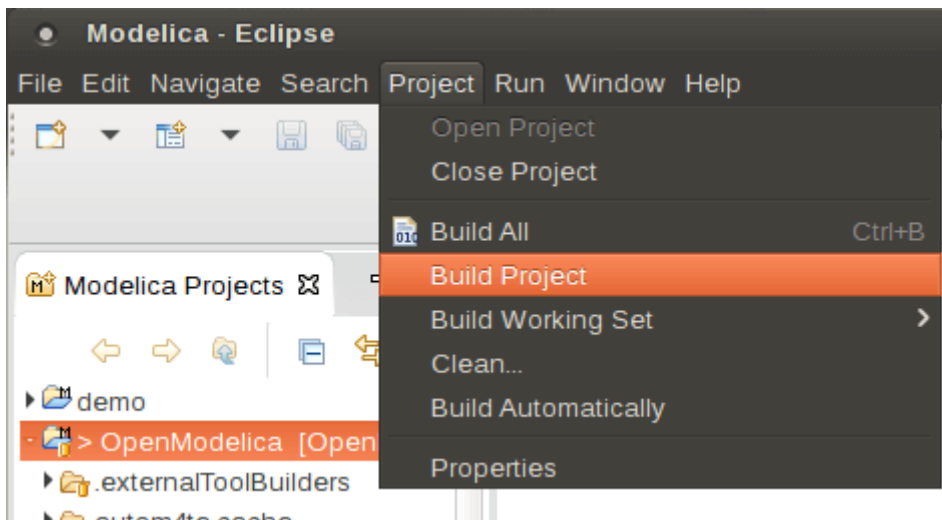 Modelica - Eclipse
File Edit Navigate Search Project Run Window Help
Open Project
Close Project
Build All Ctrl+B
Build Project
Build Working Set
Clean...
Build Automatically
Properties
Modelica Projects
demo
> OpenModelica [Open
.externalToolBuilders